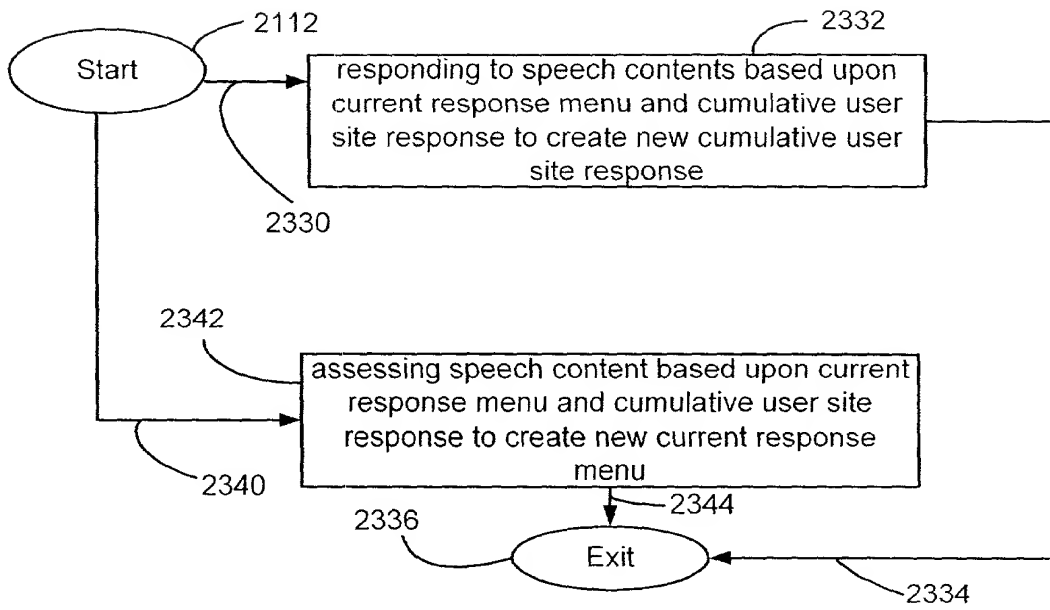 2112
2332
Start
responding to speech contents based upon
current response menu and cumulative user
site response to create new cumulative user
site response
2330
2342
assessing speech content based upon current
response menu and cumulative user site
response to create new current response
menu
2340
2344
2336
Exit
2334